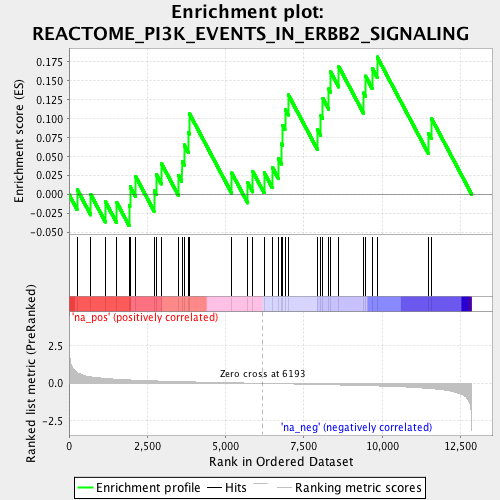 Enrichment plot:
REACTOME_PI3K_EVENTS_IN_ERBB2_SIGNALING
Enrichment score (ES)
0.175
0.150
0.125
0.100
0.075
0.050
0.025
0.000
-0.025
-0.050
'na_pos' (positively correlated)
Ranked list metric (PreRanked)
2.5
0.0
-2.5
Zero cross at 6193
'na_neg' (negatively correlated)
0 2,500 5,000 7,500 10,000 12,500
Rank in Ordered Dataset
Enrichment profile Hits Ranking metric scores